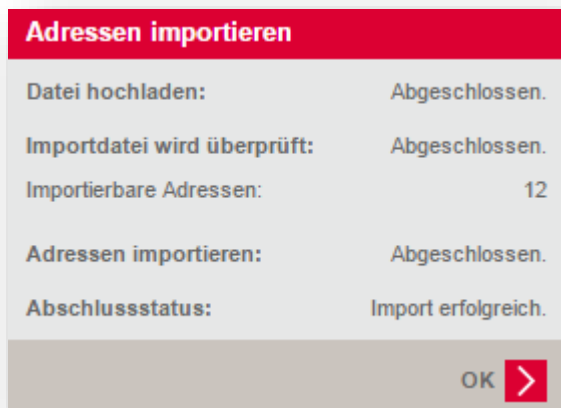 Adressen importieren
Datei hochladen: Abgeschlossen.
Importdatei wird überprüft: Abgeschlossen.
Importierbare Adressen: 12
Adressen importieren: Abgeschlossen.
Abschlussstatus: Import erfolgreich.
OK